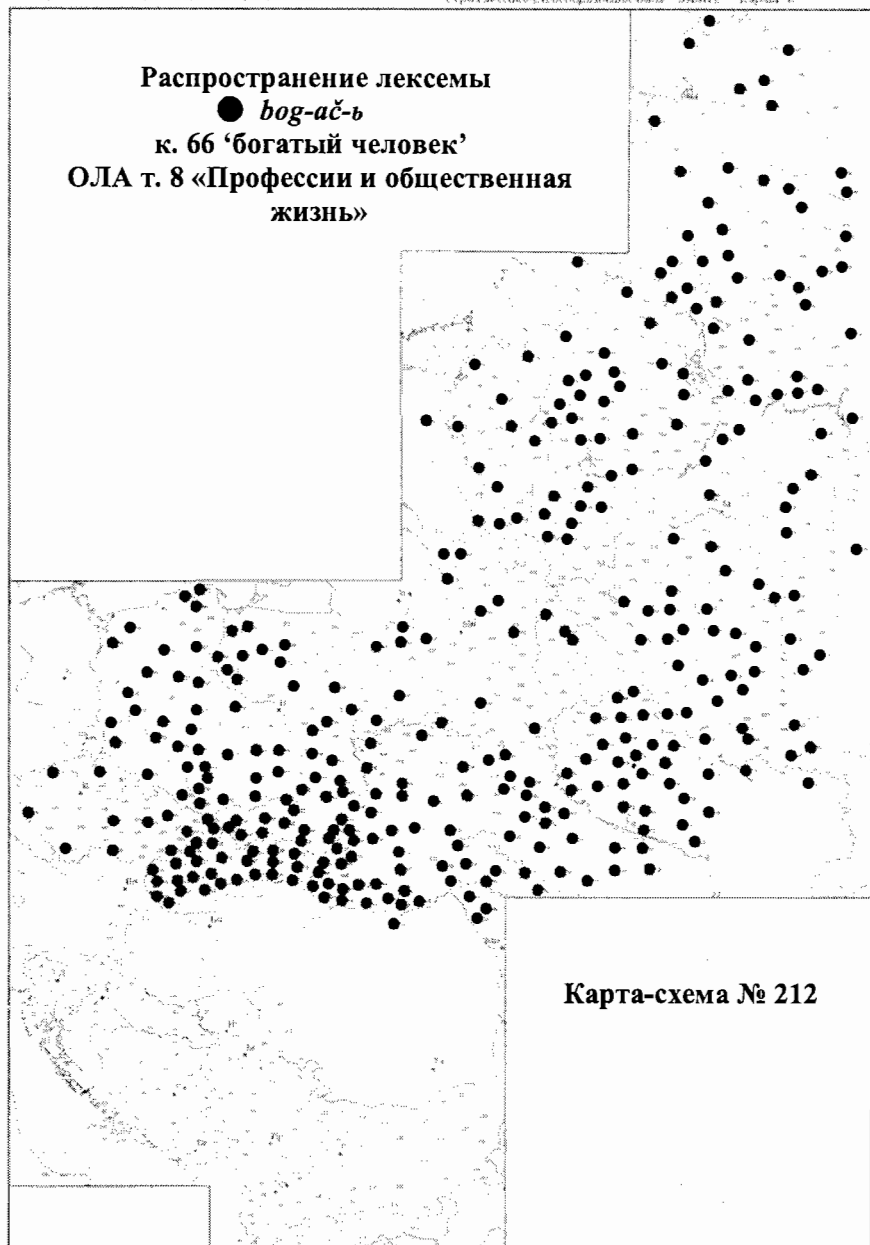 Распространение лексемы
● bog-ač-ь
к. 66 ‘богатый человек’
ОЛА т. 8 «Профессии и общественная
жизнь»
Карта-схема № 212